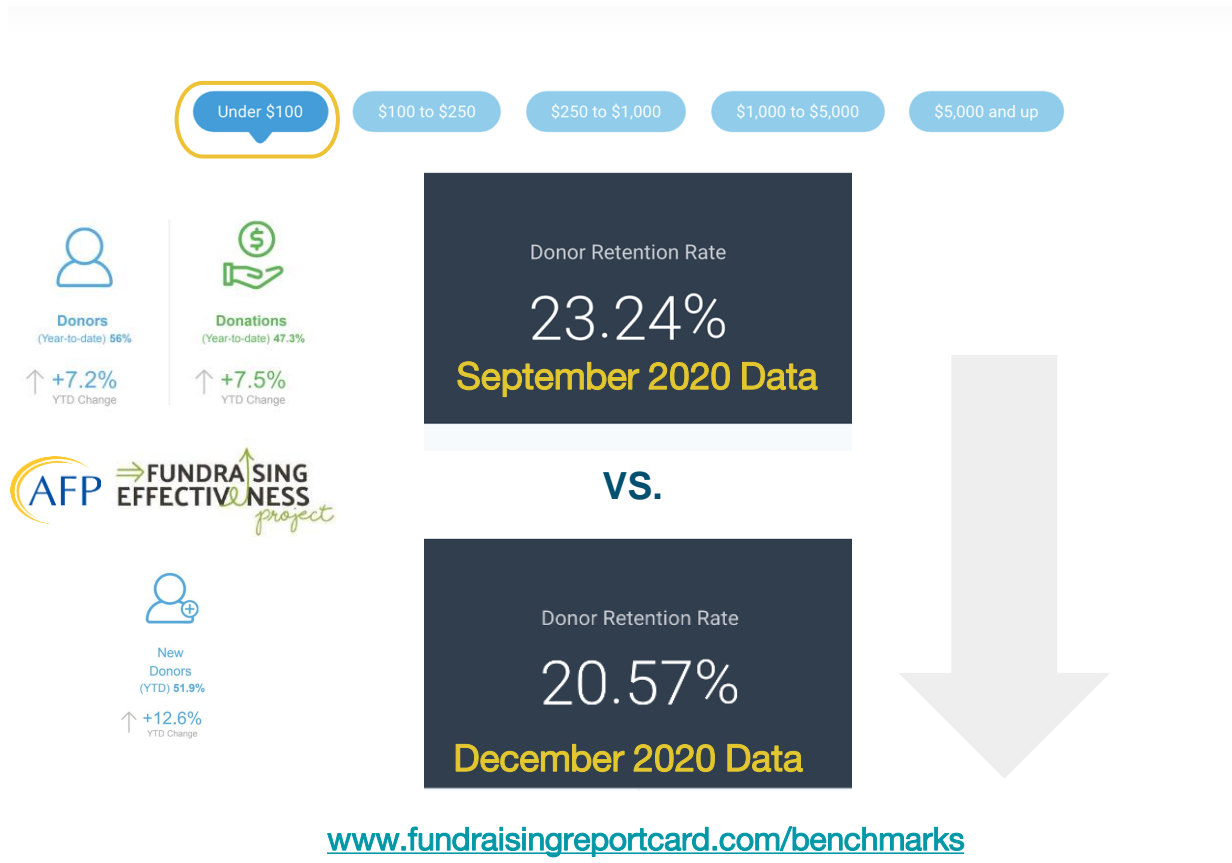 Under $100
$100 to $250
$250 to $1,000
$1,000 to $5,000
$5,000 and up
Donors
(Year-to-date) 56%
+7.2%
YTD Change
Donations
(Year-to-date) 47.3%
+7.5%
YTD Change
AFP
FUNDRAISING
EFFECTIVENESS
project
New
Donors
(YTD) 51.9%
+12.6%
YTD Change
Donor Retention Rate
23.24%
September 2020 Data
vs.
Donor Retention Rate
20.57%
December 2020 Data
www.fundraisingreportcard.com/benchmarks